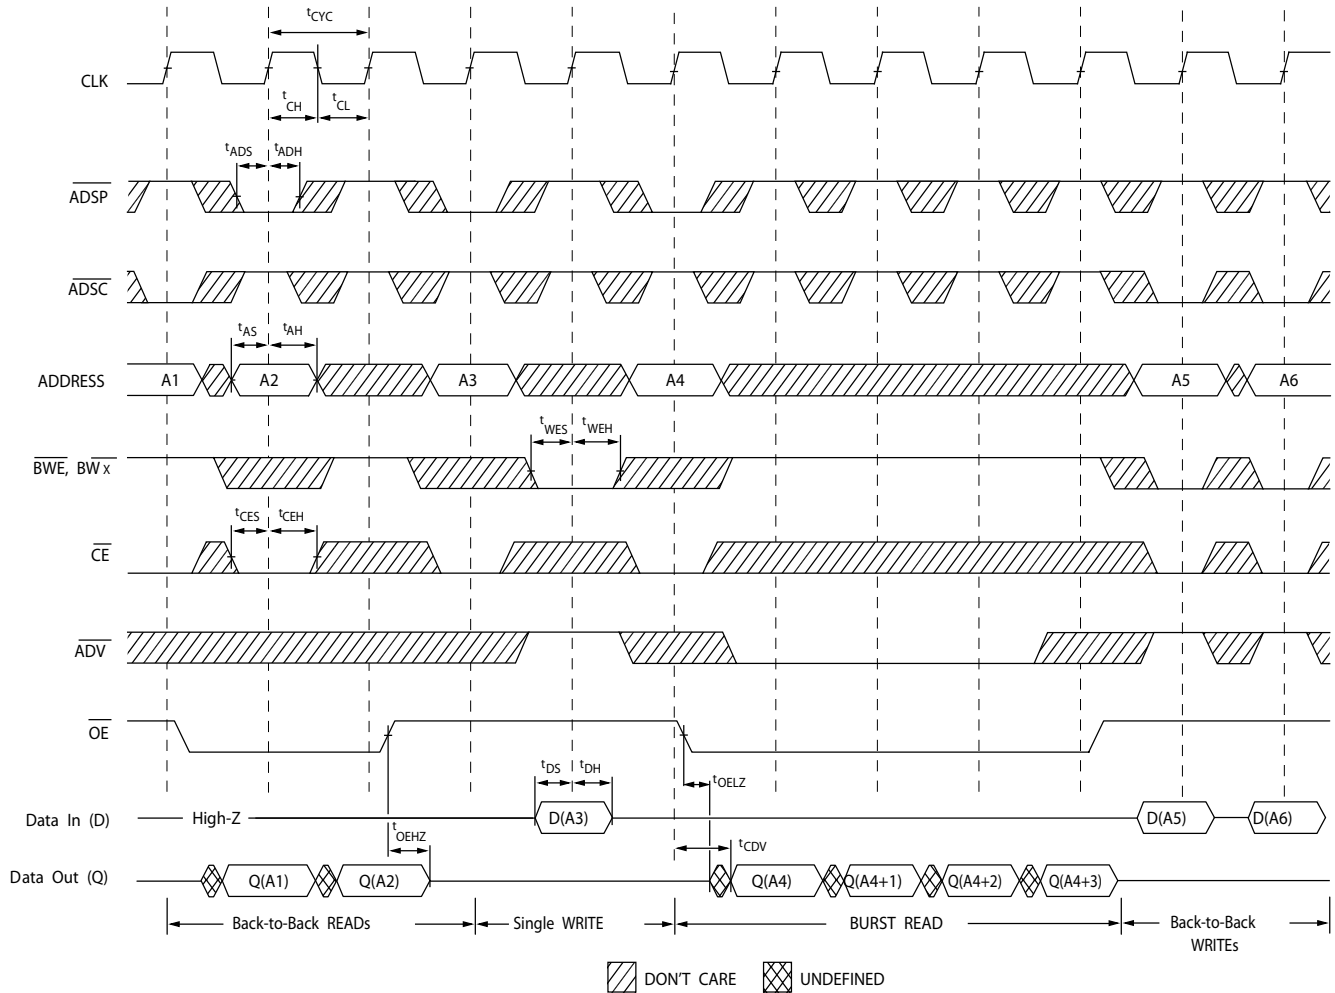 tCYC
CLK
tCH tCL
tADS tADH
ADSP
ADSC
tAS tAH
ADDRESS A1 A2 A3 A4 A5 A6
tWES tWEH
BWE, BW X
tCES tCEH
CE
ADV
OE
tDS tDH
tOELZ
Data In (D) High-Z D(A3) D(A5) D(A6)
tOEHZ
tCDV
Data Out (Q) Q(A1) Q(A2) Q(A4) Q(A4+1) Q(A4+2) Q(A4+3)
Back-to-Back READs Single WRITE BURST READ Back-to-Back
WRITEs
DON'T CARE UNDEFINED